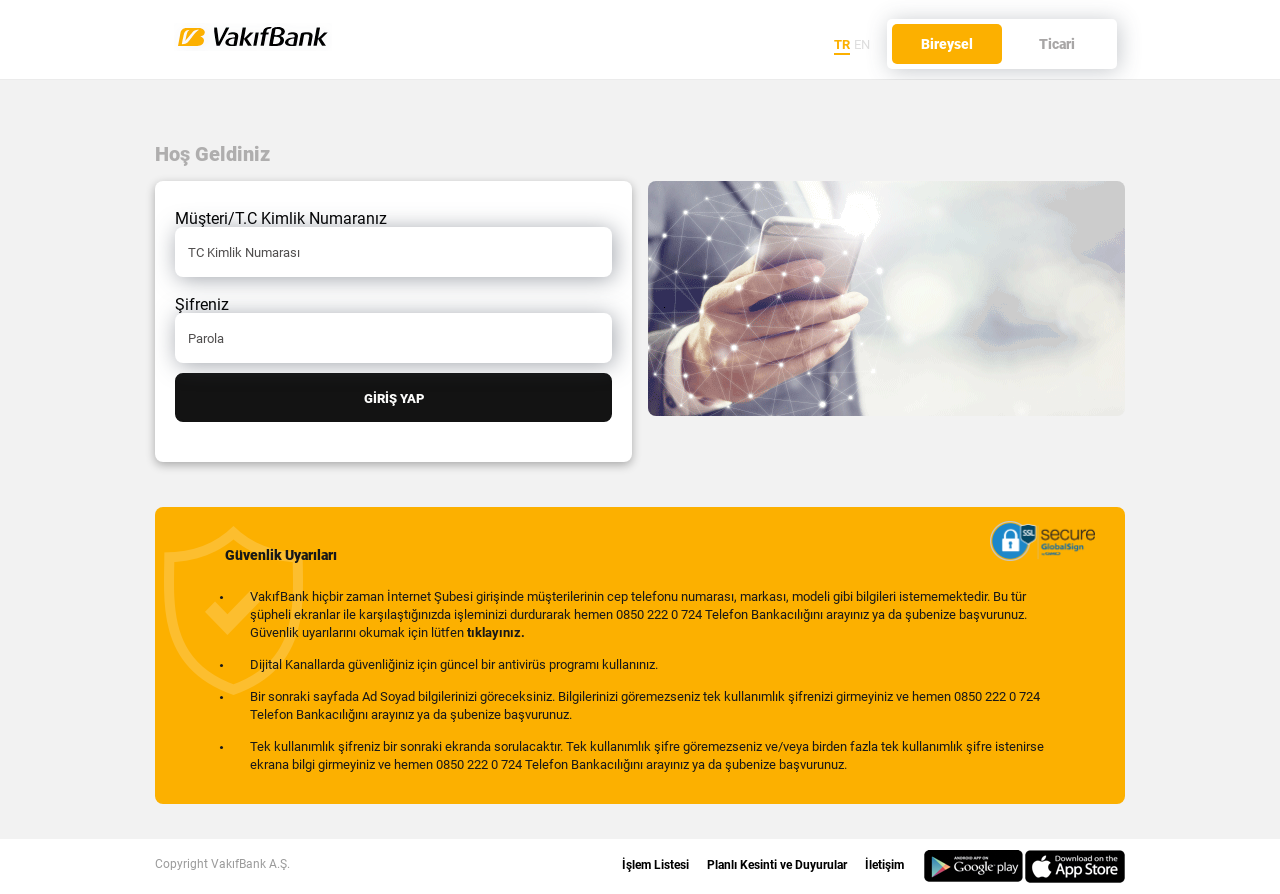 VakıfBank
TR EN
Bireysel
Ticari
Hoş Geldiniz
Müşteri/T.C Kimlik Numaranız
TC Kimlik Numarası
Şifreniz
Parola
GİRİŞ YAP
SSL secure
GlobalSign
Güvenlik Uyarıları
• VakıfBank hiçbir zaman İnternet Şubesi girişinde müşterilerinin cep telefonu numarası, markası, modeli gibi bilgileri istememektedir. Bu tür
şüpheli ekranlar ile karşılaştığınızda işleminizi durdurarak hemen 0850 222 0 724 Telefon Bankacılığını arayınız ya da şubenize başvurunuz.
Güvenlik uyarılarını okumak için lütfen tıklayınız.
• Dijital Kanallarda güvenliğiniz için güncel bir antivirüs programı kullanınız.
• Bir sonraki sayfada Ad Soyad bilgilerinizi göreceksiniz. Bilgilerinizi göremezseniz tek kullanımlık şifrenizi girmeyiniz ve hemen 0850 222 0 724
Telefon Bankacılığını arayınız ya da şubenize başvurunuz.
• Tek kullanımlık şifreniz bir sonraki ekranda sorulacaktır. Tek kullanımlık şifre göremezseniz ve/veya birden fazla tek kullanımlık şifre istenirse
ekrana bilgi girmeyiniz ve hemen 0850 222 0 724 Telefon Bankacılığını arayınız ya da şubenize başvurunuz.
Copyright VakıfBank A.Ş.
İşlem Listesi
Planlı Kesinti ve Duyurular
İletişim
ANDROID APP ON
Google play
Download on the
App Store